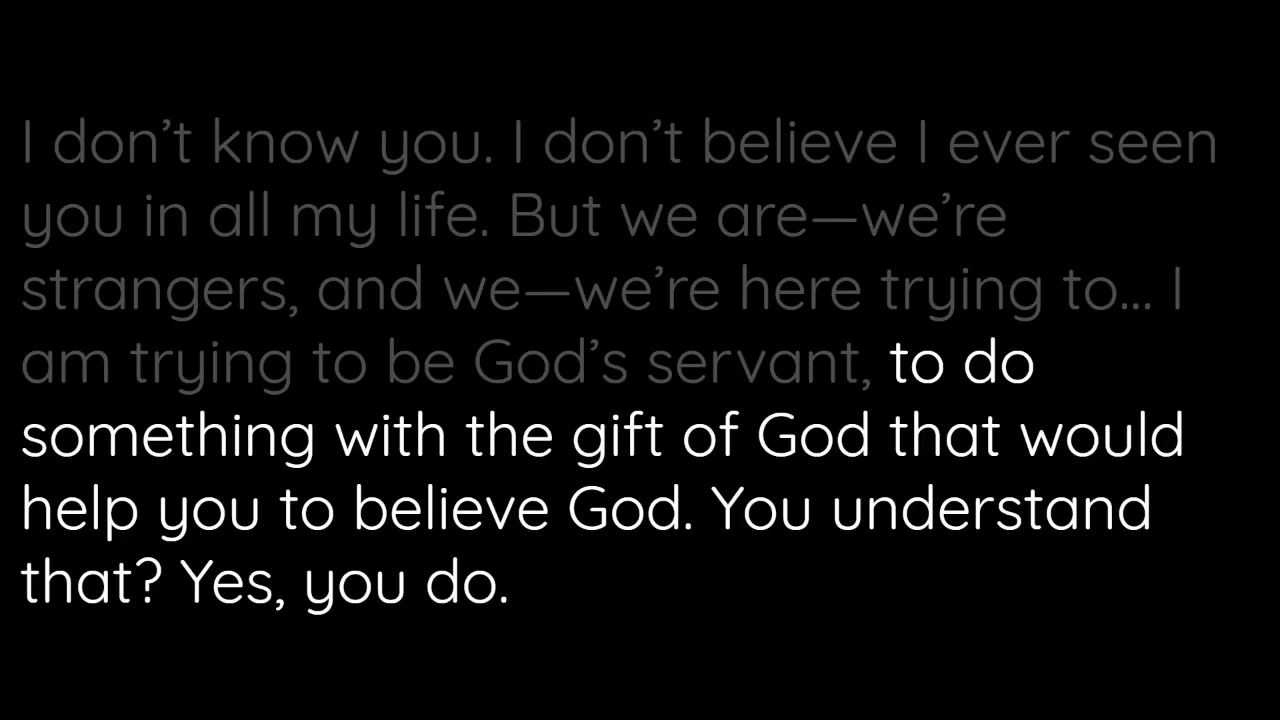 I don’t know you. I don’t believe I ever seen
you in all my life. But we are—we’re
strangers, and we—we’re here trying to... I
am trying to be God’s servant, to do
something with the gift of God that would
help you to believe God. You understand
that? Yes, you do.